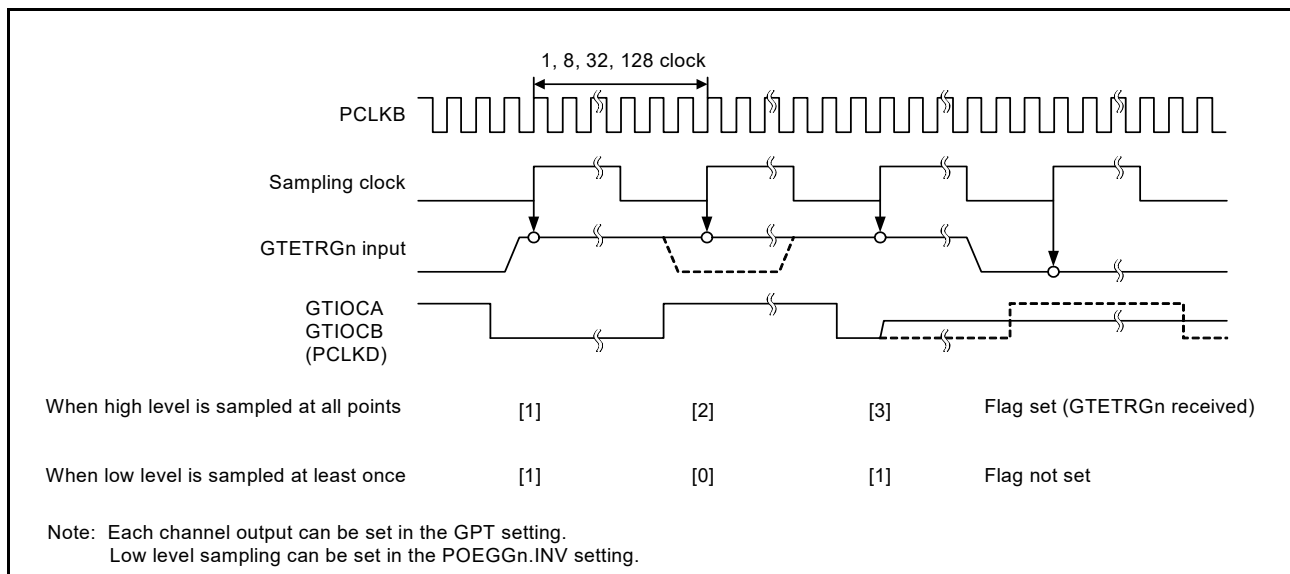 1, 8, 32, 128 clock
PCLKB
Sampling clock
GTETRGn input
GTIOCA
GTIOCB
(PCLKD)
When high level is sampled at all points [1] [2] [3] Flag set (GTETRGn received)
When low level is sampled at least once [1] [0] [1] Flag not set
Note: Each channel output can be set in the GPT setting.
Low level sampling can be set in the POEGGn.INV setting.